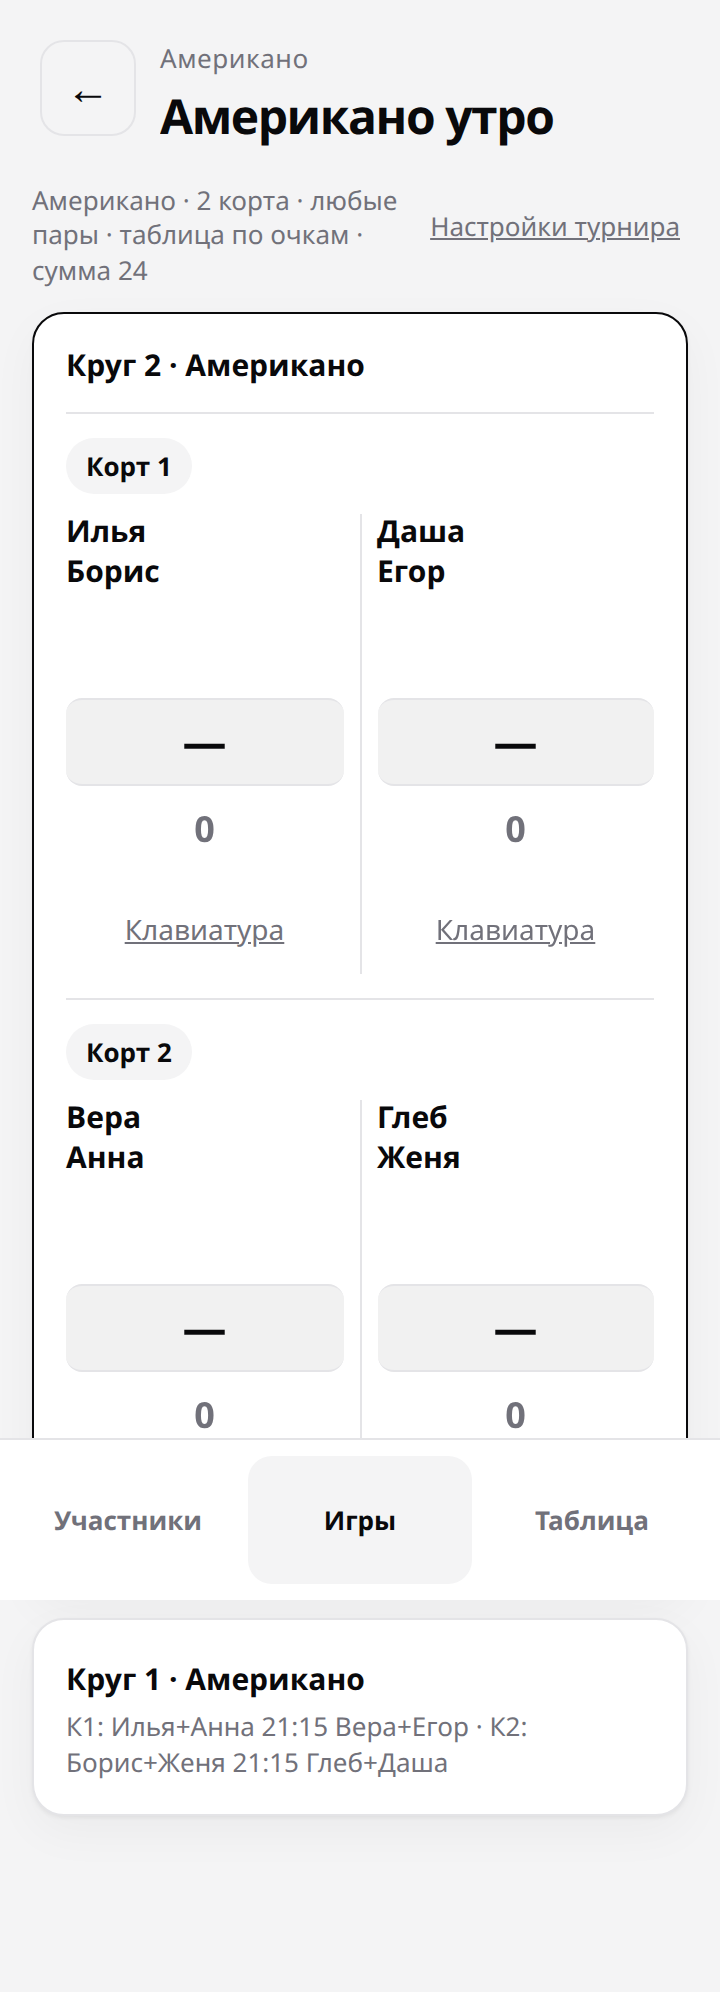 ←
Американо
Американо утро
Американо · 2 корта · любые
пары · таблица по очкам ·
сумма 24
Настройки турнира
Круг 2 · Американо
Корт 1
Илья
Борис
Даша
Егор
—
—
0
0
Клавиатура
Клавиатура
Корт 2
Вера
Анна
Глеб
Женя
—
—
0
0
Участники
Игры
Таблица
Круг 1 · Американо
К1: Илья+Анна 21:15 Вера+Егор · К2:
Борис+Женя 21:15 Глеб+Даша